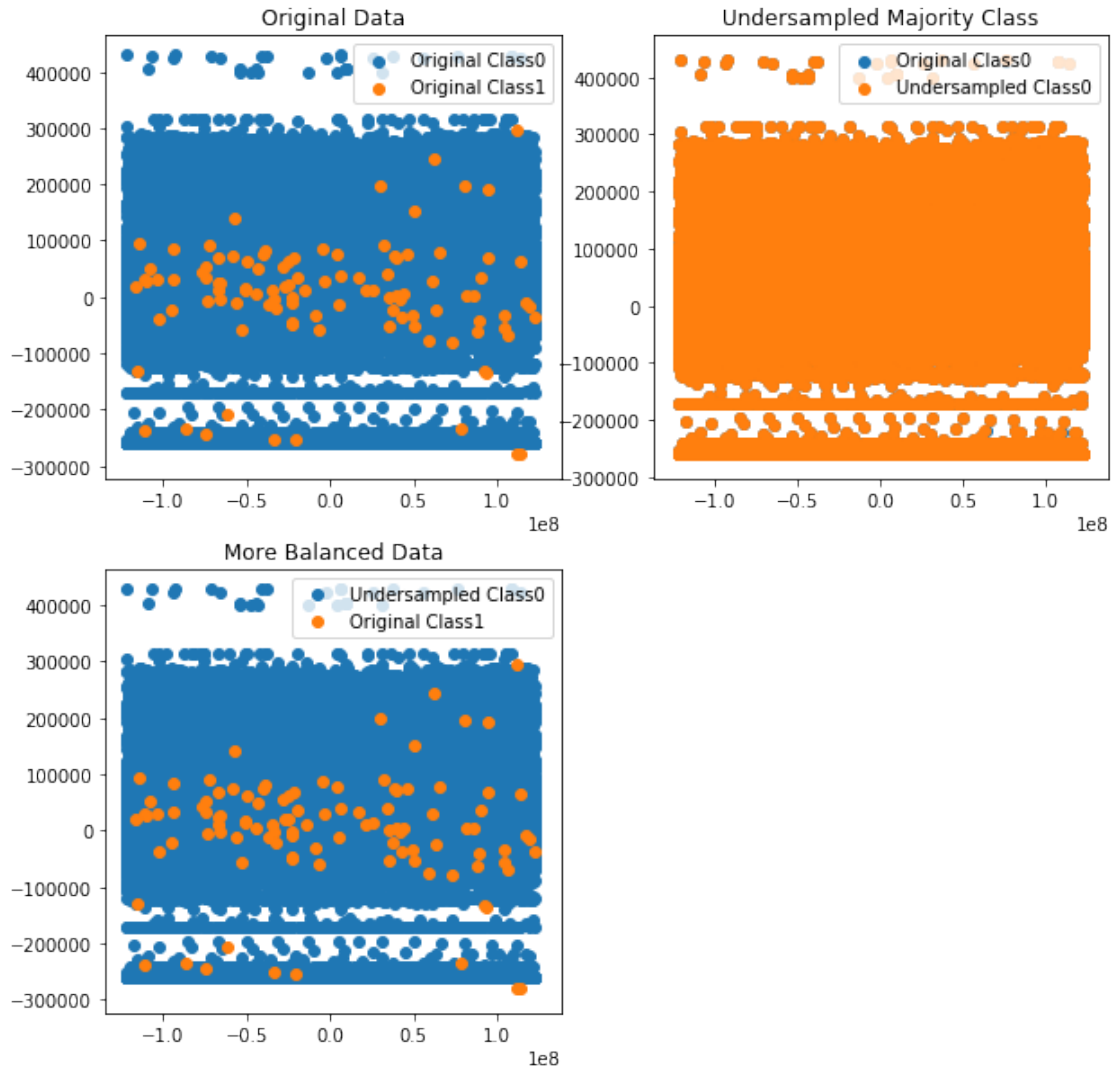 Original Data
Original Class0
Original Class1
400000
300000
200000
100000
0
−100000
−200000
−300000
−1.0 −0.5 0.0 0.5 1.0
1e8
Undersampled Majority Class
Original Class0
Undersampled Class0
400000
300000
200000
100000
0
−100000
−200000
−300000
−1.0 −0.5 0.0 0.5 1.0
1e8
More Balanced Data
Undersampled Class0
Original Class1
400000
300000
200000
100000
0
−100000
−200000
−300000
−1.0 −0.5 0.0 0.5 1.0
1e8